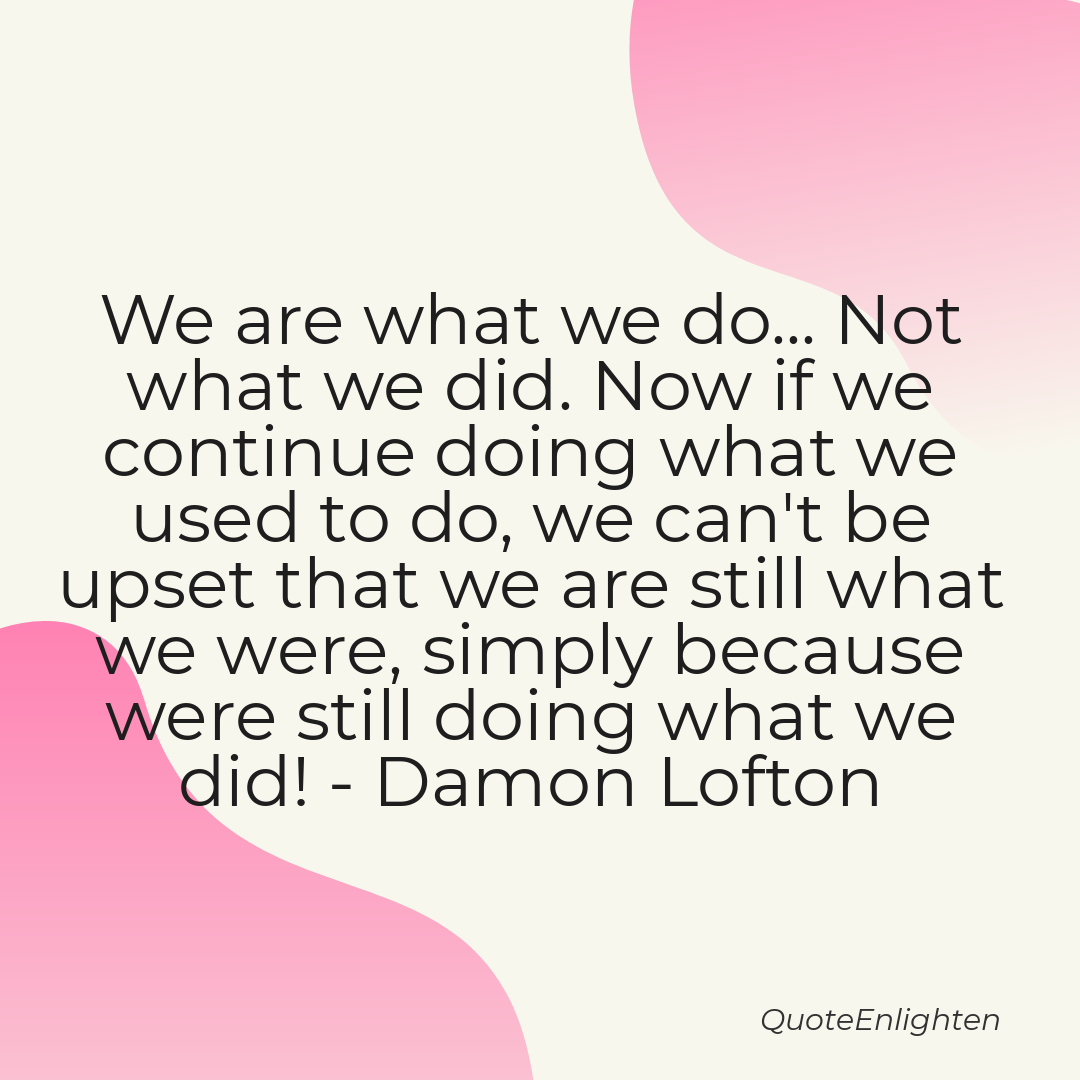 We are what we do... Not
what we did. Now if we
continue doing what we
used to do, we can't be
upset that we are still what
we were, simply because
were still doing what we
did! - Damon Lofton
QuoteEnlighten